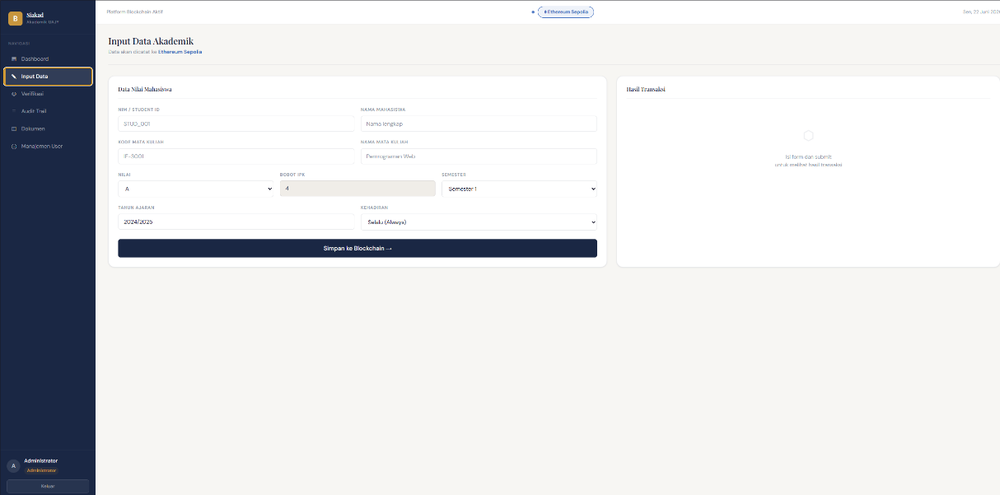 B
Siakad
Akademik UAJY
Platform Blockchain Aktif
Ethereum Sepolia
Sen, 22 Juni 202
NAVIGASI
Dashboard
Input Data
Verifikasi
Audit Trail
Dokumen
Manajemen User
Input Data Akademik
Data akan dicatat ke Ethereum Sepolia
Data Nilai Mahasiswa
NIM / STUDENT ID
NAMA MAHASISWA
STUD_001
Nama lengkap
KODE MATA KULIAH
NAMA MATA KULIAH
IF-3001
Pemrograman Web
NILAI
BOBOT IPK
SEMESTER
A
4
Semester 1
TAHUN AJARAN
KEHADIRAN
2024/2025
Selalu (Always)
Simpan ke Blockchain →
Hasil Transaksi
Isi form dan submit
untuk melihat hasil transaksi
A
Administrator
Administrator
Keluar